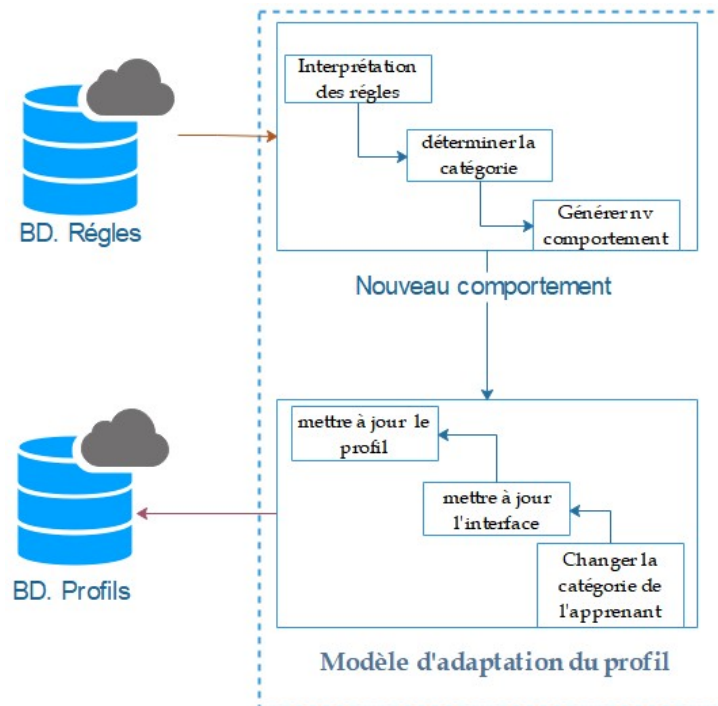 Interprétation
des régles
déterminer la
catégorie
Générer nv
comportement
BD. Régles
Nouveau comportement
mettre à jour le
profil
mettre à jour
l'interface
Changer la
catégorie de
l'apprenant
BD. Profils
Modèle d'adaptation du profil